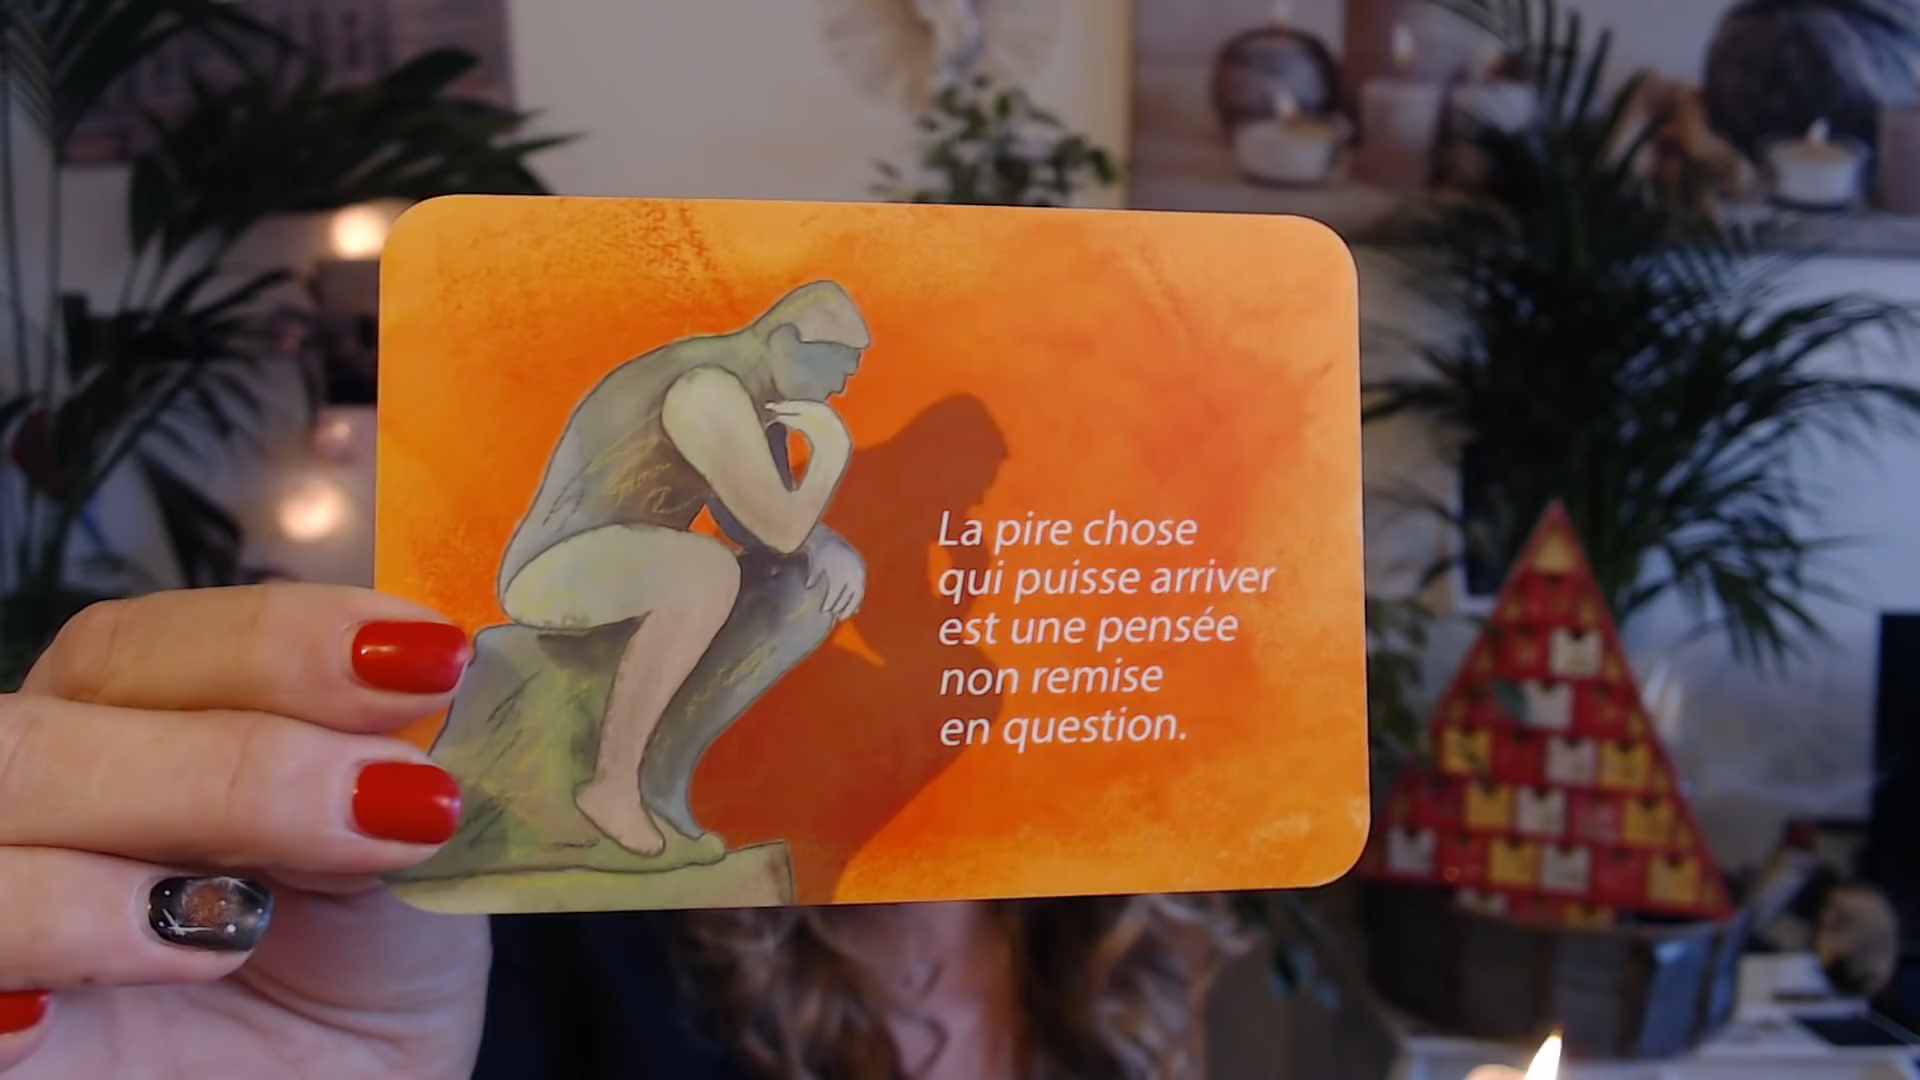 La pire chose
qui puisse arriver
est une pensée
non remise
en question.